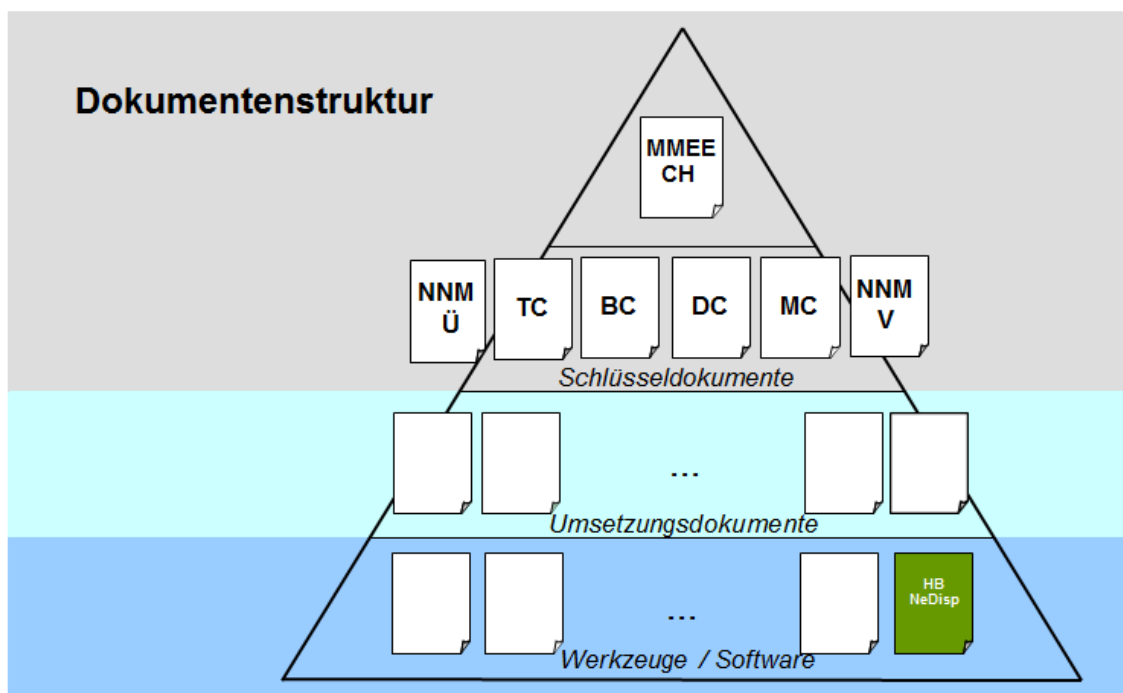 Dokumentenstruktur
MMEE
CH
NNM
Ü
TC
BC
DC
MC
NNM
V
Schlüsseldokumente
...
Umsetzungsdokumente
HB
NeDisp
...
Werkzeuge / Software